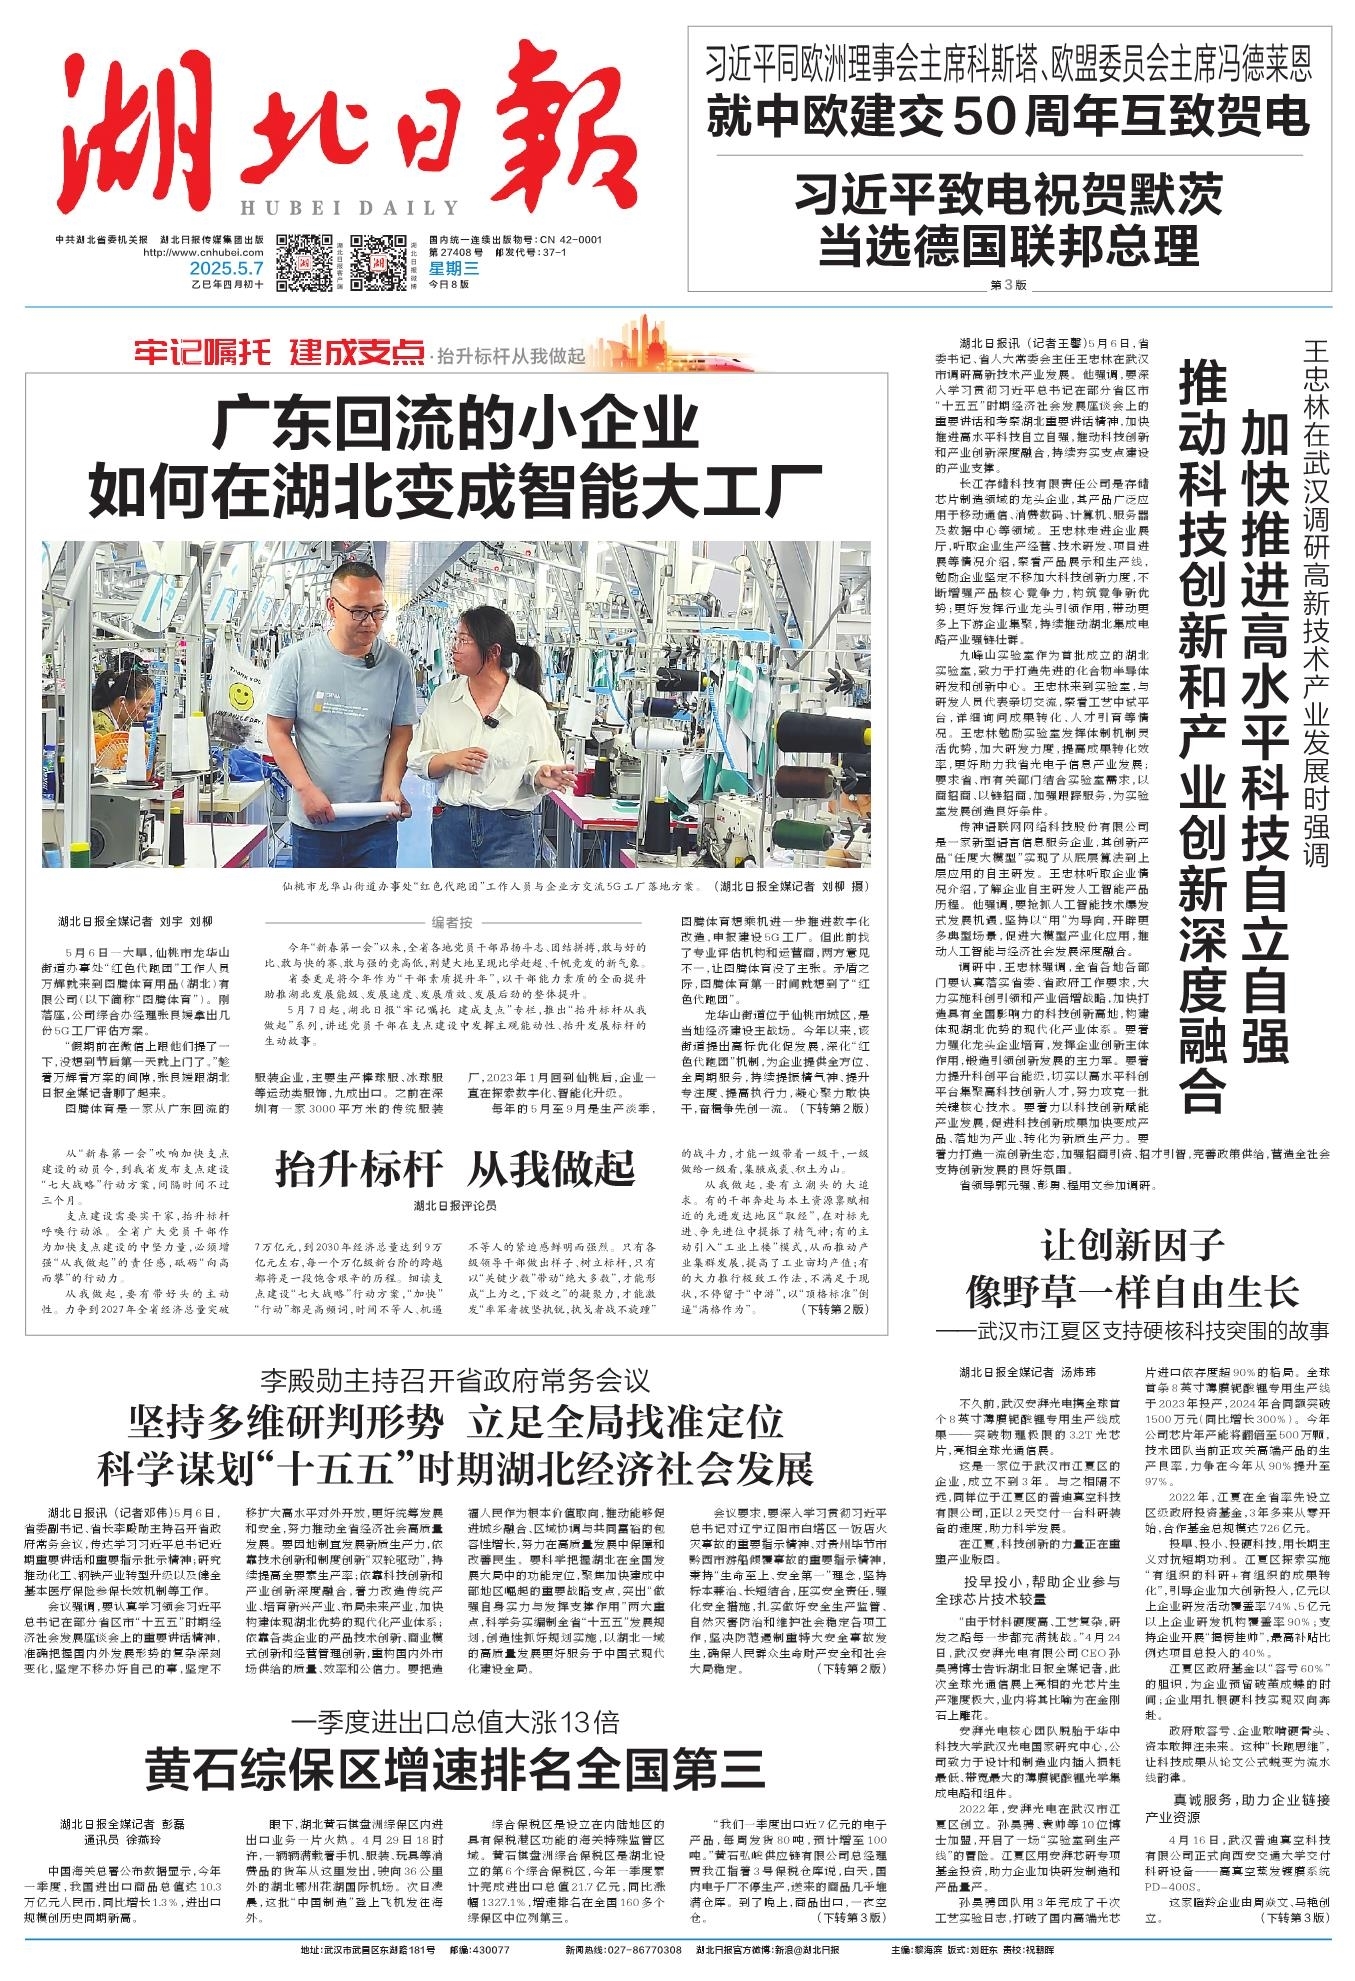 湖北日報
HUBEI DAILY
中共湖北省委机关报 湖北日报传媒集团出版
http://www.cnhubei.com
2025.5.7
乙巳年四月初十
湖北日报客户端
湖北日报微博
国内统一连续出版物号:CN 42-0001
第27408号 邮发代号:37-1
星期三
今日8版
习近平同欧洲理事会主席科斯塔、欧盟委员会主席冯德莱恩
就中欧建交50周年互致贺电
习近平致电祝贺默茨
当选德国联邦总理
第3版
牢记嘱托 建成支点·抬升标杆从我做起
广东回流的小企业
如何在湖北变成智能大工厂
仙桃市龙华山街道办事处“红色代跑团”工作人员与企业方交流5G工厂落地方案。(湖北日报全媒记者 刘柳 摄)
湖北日报全媒记者 刘宇 刘柳
5月6日一大早,仙桃市龙华山
街道办事处“红色代跑团”工作人员
万辉就来到图腾体育用品(湖北)有
限公司(以下简称“图腾体育”)。刚
落座,公司综合办经理张良媛拿出几
份5G工厂评估方案。
“假期前在微信上跟他们提了一
下,没想到节后第一天就上门了。”趁
着万辉看方案的间隙,张良媛跟湖北
日报全媒记者聊了起来。
图腾体育是一家从广东回流的
编者按
今年“新春第一会”以来,全省各地党员干部昂扬斗志、团结拼搏,敢与好的
比、敢与快的赛、敢与强的竞高低,荆楚大地呈现比学赶超、千帆竞发的新气象。
省委更是将今年作为“干部素质提升年”,以干部能力素质的全面提升
助推湖北发展能级、发展速度、发展质效、发展后劲的整体提升。
5月7日起,湖北日报“牢记嘱托 建成支点”专栏,推出“抬升标杆从我
做起”系列,讲述党员干部在支点建设中发挥主观能动性、抬升发展标杆的
生动故事。
服装企业,主要生产棒球服、冰球服
等运动类服饰,九成出口。之前在深
圳有一家3000平方米的传统服装
厂,2023年1月回到仙桃后,企业一
直在探索数字化、智能化升级。
每年的5月至9月是生产淡季,
图腾体育想乘机进一步推进数字化
改造,申报建设5G工厂。但此前找
了专业评估机构和运营商,两方意见
不一,让图腾体育没了主张。矛盾之
际,图腾体育第一时间就想到了“红
色代跑团”。
龙华山街道位于仙桃市城区,是
当地经济建设主战场。今年以来,该
街道提出高标优化促发展,深化“红
色代跑团”机制,为企业提供全方位、
全周期服务,持续提振精气神、提升
专注度、提高执行力,凝心聚力敢快
干,奋楫争先创一流。(下转第2版)
抬升标杆 从我做起
湖北日报评论员
从“新春第一会”吹响加快支点
建设的动员令,到我省发布支点建设
“七大战略”行动方案,间隔时间不过
三个月。
支点建设需要实干家,抬升标杆
呼唤行动派。全省广大党员干部作
为加快支点建设的中坚力量,必须增
强“从我做起”的责任感,砥砺“向高
而攀”的行动力。
从我做起,要有带好头的主动
性。力争到2027年全省经济总量突破
7万亿元,到2030年经济总量达到9万
亿元左右,每一个万亿级新台阶的跨越
都将是一段饱含艰辛的历程。细读支
点建设“七大战略”行动方案,“加快”
“行动”都是高频词,时间不等人、机遇
不等人的紧迫感鲜明而强烈。只有各
级领导干部做出样子、树立标杆,只有
以“关键少数”带动“绝大多数”,才能形
成“上为之,下效之”的凝聚力,才能激
发“率军者披坚执锐,执戈者战不旋踵”
的战斗力,才能一级带着一级干,一级
做给一级看,集腋成裘、积土为山。
从我做起,要有立潮头的大追
求。有的干部奔赴与本土资源禀赋相
近的先进发达地区“取经”,在对标先
进、争先进位中提振了精气神;有的主
动引入“工业上楼”模式,从而推动产
业集群发展,提高了工业亩均产值;有
的大力推行极致工作法,不满足于现
状,不停留于“中游”,以“顶格标准”倒
逼“满格作为”。 (下转第2版)
王忠林在武汉调研高新技术产业发展时强调
加快推进高水平科技自立自强
推动科技创新和产业创新深度融合
湖北日报讯(记者王馨)5月6日,省
委书记、省人大常委会主任王忠林在武汉
市调研高新技术产业发展。他强调,要深
入学习贯彻习近平总书记在部分省区市
“十五五”时期经济社会发展座谈会上的
重要讲话和考察湖北重要讲话精神,加快
推进高水平科技自立自强,推动科技创新
和产业创新深度融合,持续夯实支点建设
的产业支撑。
长江存储科技有限责任公司是存储
芯片制造领域的龙头企业,其产品广泛应
用于移动通信、消费数码、计算机、服务器
及数据中心等领域。王忠林走进企业展
厅,听取企业生产经营、技术研发、项目进
展等情况介绍,察看产品展示和生产线,
勉励企业坚定不移加大科技创新力度,不
断增强产品核心竞争力,构筑竞争新优
势;更好发挥行业龙头引领作用,带动更
多上下游企业集聚,持续推动湖北集成电
路产业强链壮群。
九峰山实验室作为首批成立的湖北
实验室,致力于打造先进的化合物半导体
研发和创新中心。王忠林来到实验室,与
研发人员代表亲切交流,察看工艺中试平
台,详细询问成果转化、人才引育等情
况。王忠林勉励实验室发挥体制机制灵
活优势,加大研发力度,提高成果转化效
率,更好助力我省光电子信息产业发展;
要求省、市有关部门结合实验室需求,以
商招商、以链招商,加强跟踪服务,为实验
室发展创造良好条件。
传神语联网网络科技股份有限公司
是一家新型语言信息服务企业,其创新产
品“任度大模型”实现了从底层算法到上
层应用的自主研发。王忠林听取企业情
况介绍,了解企业自主研发人工智能产品
历程。他强调,要抢抓人工智能技术爆发
式发展机遇,坚持以“用”为导向,开辟更
多典型场景,促进大模型产业化应用,推
动人工智能与经济社会发展深度融合。
调研中,王忠林强调,全省各地各部
门要认真落实省委、省政府工作要求,大
力实施科创引领和产业倍增战略,加快打
造具有全国影响力的科技创新高地,构建
体现湖北优势的现代化产业体系。要着
力强化龙头企业培育,发挥企业创新主体
作用,锻造引领创新发展的主力军。要着
力提升科创平台能级,切实以高水平科创
平台集聚高科技创新人才,努力攻克一批
关键核心技术。要着力以科技创新赋能
产业发展,促进科技创新成果加快变成产
品、落地为产业、转化为新质生产力。要
着力打造一流创新生态,加强招商引资、招才引智,完善政策供给,营造全社会
支持创新发展的良好氛围。
省领导郭元强、彭勇、程用文参加调研。
让创新因子
像野草一样自由生长
——武汉市江夏区支持硬核科技突围的故事
湖北日报全媒记者 汤炜玮
不久前,武汉安湃光电携全球首
个8英寸薄膜铌酸锂专用生产线成
果——突破物理极限的3.2T光芯
片,亮相全球光通信展。
这是一家位于武汉市江夏区的
企业,成立不到3年。与之相隔不
远,同样位于江夏区的普迪真空科技
有限公司,正以2天交付一台科研装
备的速度,助力科学发展。
在江夏,科技创新的力量正在重
塑产业版图。
投早投小,帮助企业参与
全球芯片技术较量
“由于材料硬度高、工艺复杂,研
发之路每一步都充满挑战。”4月24
日,武汉安湃光电有限公司CEO孙
昊骋博士告诉湖北日报全媒记者,此
次全球光通信展上亮相的光芯片生
产难度极大,业内将其比喻为在金刚
石上雕花。
安湃光电核心团队脱胎于华中
科技大学武汉光电国家研究中心,公
司致力于设计和制造业内插入损耗
最低、带宽最大的薄膜铌酸锂光学集
成电路和组件。
2022年,安湃光电在武汉市江
夏区创立。孙昊骋、袁帅等10位博
士加盟,开启了一场“实验室到生产
线”的冒险。江夏区用安湃芯研专项
基金投资,助力企业加快研发制造和
产品量产。
孙昊骋团队用3年完成了千次
工艺实验日志,打破了国内高端光芯
片进口依存度超90%的格局。全球
首条8英寸薄膜铌酸锂专用生产线
于2023年投产,2024年合同额突破
1500万元(同比增长300%)。今年
公司芯片年产能将翻倍至500万颗,
技术团队当前正攻关高端产品的生
产良率,力争在今年从90%提升至
97%。
2022年,江夏在全省率先设立
区级政府投资基金,3年多来从零开
始,合作基金总规模达726亿元。
投早、投小、投硬科技,用长期主
义对抗短期功利。江夏区探索实施
“有组织的科研+有组织的成果转
化”,引导企业加大创新投入,亿元以
上企业研发活动覆盖率74%、5亿元
以上企业研发机构覆盖率90%;支
持企业开展“揭榜挂帅”,最高补贴比
例达项目总投入的40%。
江夏区政府基金以“容亏60%”
的胆识,为企业预留破茧成蝶的时
间;企业用扎根硬科技实现双向奔
赴。
政府敢容亏、企业敢啃硬骨头、
资本敢押注未来。这种“长跑思维”,
让科技成果从论文公式蜕变为流水
线韵律。
真诚服务,助力企业链接
产业资源
4月16日,武汉普迪真空科技
有限公司正式向西安交通大学交付
科研设备——高真空蒸发镀膜系统
PD-400S。
这家隐羚企业由周焱文、马艳创
立。 (下转第3版)
李殿勋主持召开省政府常务会议
坚持多维研判形势 立足全局找准定位
科学谋划“十五五”时期湖北经济社会发展
湖北日报讯(记者邓伟)5月6日,
省委副书记、省长李殿勋主持召开省政
府常务会议,传达学习习近平总书记近
期重要讲话和重要指示批示精神;研究
推动化工、钢铁产业转型升级以及健全
基本医疗保险参保长效机制等工作。
会议强调,要认真学习领会习近平
总书记在部分省区市“十五五”时期经
济社会发展座谈会上的重要讲话精神,
准确把握国内外发展形势的复杂深刻
变化,坚定不移办好自己的事,坚定不
移扩大高水平对外开放,更好统筹发展
和安全,努力推动全省经济社会高质量
发展。要因地制宜发展新质生产力,依
靠技术创新和制度创新“双轮驱动”,持
续提高全要素生产率;依靠科技创新和
产业创新深度融合,着力改造传统产
业、培育新兴产业、布局未来产业,加快
构建体现湖北优势的现代化产业体系;
依靠各类企业的产品技术创新、商业模
式创新和经营管理创新,重构国内外市
场供给的质量、效率和公信力。要把造
福人民作为根本价值取向,推动能够促
进城乡融合、区域协调与共同富裕的包
容性增长,努力在高质量发展中保障和
改善民生。要科学把握湖北在全国发
展大局中的功能定位,聚焦加快建成中
部地区崛起的重要战略支点,突出“做
强自身实力与发挥支撑作用”两大重
点,科学务实编制全省“十五五”发展规
划,创造性抓好规划实施,以湖北一域
的高质量发展更好服务于中国式现代
化建设全局。
会议要求,要深入学习贯彻习近平
总书记对辽宁辽阳市白塔区一饭店火
灾事故的重要指示精神、对贵州毕节市
黔西市游船倾覆事故的重要指示精神,
秉持“生命至上、安全第一”理念,坚持
标本兼治、长短结合,压实安全责任,强
化安全措施,扎实做好安全生产监管、
自然灾害防治和维护社会稳定各项工
作,坚决防范遏制重特大安全事故发
生,确保人民群众生命财产安全和社会
大局稳定。 (下转第2版)
一季度进出口总值大涨13倍
黄石综保区增速排名全国第三
湖北日报全媒记者 彭磊
通讯员 徐燕玲
中国海关总署公布数据显示,今年
一季度,我国进出口商品总值达10.3
万亿元人民币,同比增长1.3%,进出口
规模创历史同期新高。
眼下,湖北黄石棋盘洲综保区内进
出口业务一片火热。4月29日18时
许,一辆辆满载着手机、服装、玩具等消
费品的货车从这里发出,驶向36公里
外的湖北鄂州花湖国际机场。次日凌
晨,这批“中国制造”登上飞机发往海
外。
综合保税区是设立在内陆地区的
具有保税港区功能的海关特殊监管区
域。黄石棋盘洲综合保税区是湖北设
立的第6个综合保税区,今年一季度累
计完成进出口总值21.7亿元,同比涨
幅1327.1%,增速排名在全国160多个
综保区中位列第三。
“我们一季度出口近7亿元的电子
产品,每周发货80吨,预计增至100
吨。”黄石弘屿供应链有限公司总经理
贾我江指着3号保税仓库说,白天,国
内电子厂不停生产,送来的商品几乎堆
满仓库。到了晚上,商品出口,一夜空
仓。 (下转第3版)
地址:武汉市武昌区东湖路181号 邮编:430077 新闻热线:027-86770308 湖北日报官方微博:新浪@湖北日报 主编:黎海滨 版式:刘旺东 责校:祝朝晖